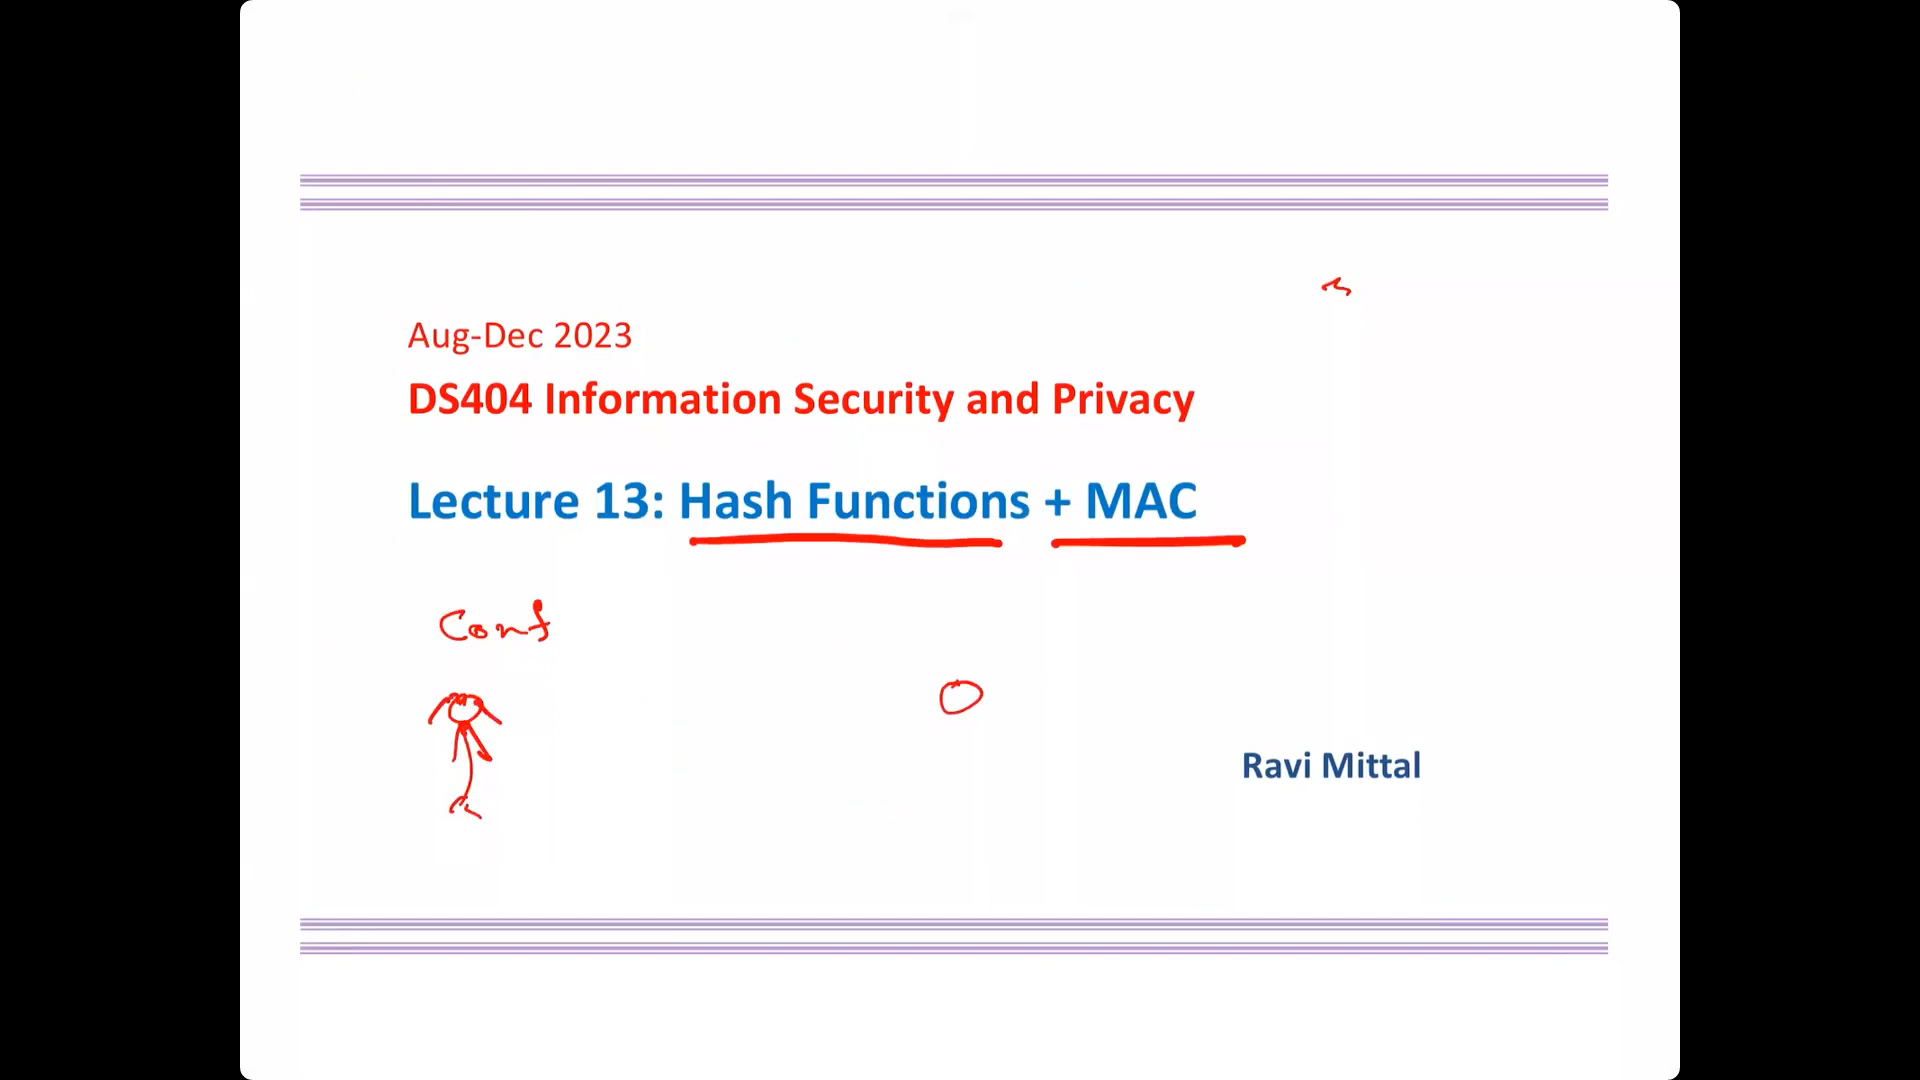 Aug-Dec 2023
DS404 Information Security and Privacy
Lecture 13: Hash Functions + MAC
Conf
Ravi Mittal